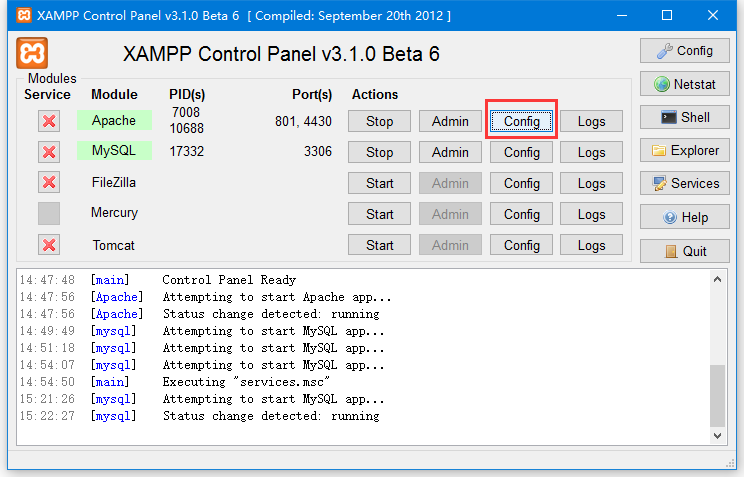 XAMPP Control Panel v3.1.0 Beta 6 [ Compiled: September 20th 2012 ]
XAMPP Control Panel v3.1.0 Beta 6
Config
Modules
Service Module PID(s) Port(s) Actions
Netstat
Apache 7008 10688 801, 4430 Stop Admin Config Logs
Shell
MySQL 17332 3306 Stop Admin Config Logs
Explorer
FileZilla Start Admin Config Logs
Services
Mercury Start Admin Config Logs
Help
Tomcat Start Admin Config Logs
Quit
14:47:48 [main] Control Panel Ready
14:47:56 [Apache] Attempting to start Apache app...
14:47:56 [Apache] Status change detected: running
14:49:49 [mysql] Attempting to start MySQL app...
14:51:18 [mysql] Attempting to start MySQL app...
14:54:07 [mysql] Attempting to start MySQL app...
14:54:50 [main] Executing "services.msc"
15:21:26 [mysql] Attempting to start MySQL app...
15:22:27 [mysql] Status change detected: running